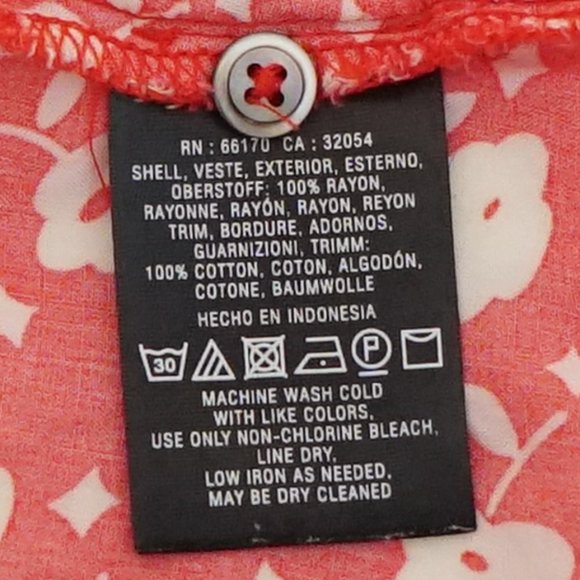 RN : 66170 CA : 32054
SHELL, VESTE, EXTERIOR, ESTERNO,
OBERSTOFF: 100% RAYON,
RAYONNE, RAYÓN, RAYON, REYON
TRIM, BORDURE, ADORNOS,
GUARNIZIONI, TRIMM:
100% COTTON, COTON, ALGODÓN,
COTONE, BAUMWOLLE
HECHO EN INDONESIA
30 P
MACHINE WASH COLD
WITH LIKE COLORS,
USE ONLY NON-CHLORINE BLEACH,
LINE DRY,
LOW IRON AS NEEDED,
MAY BE DRY CLEANED